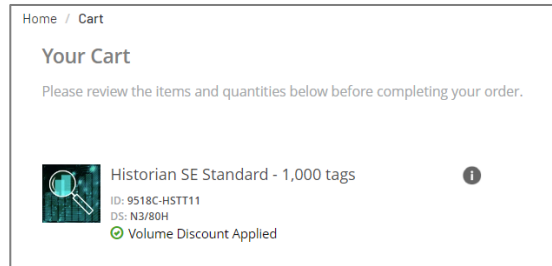 Home / Cart
Your Cart
Please review the items and quantities below before completing your order.
Historian SE Standard - 1,000 tags
ID: 9518C-HSTT11
DS: N3/80H
Volume Discount Applied